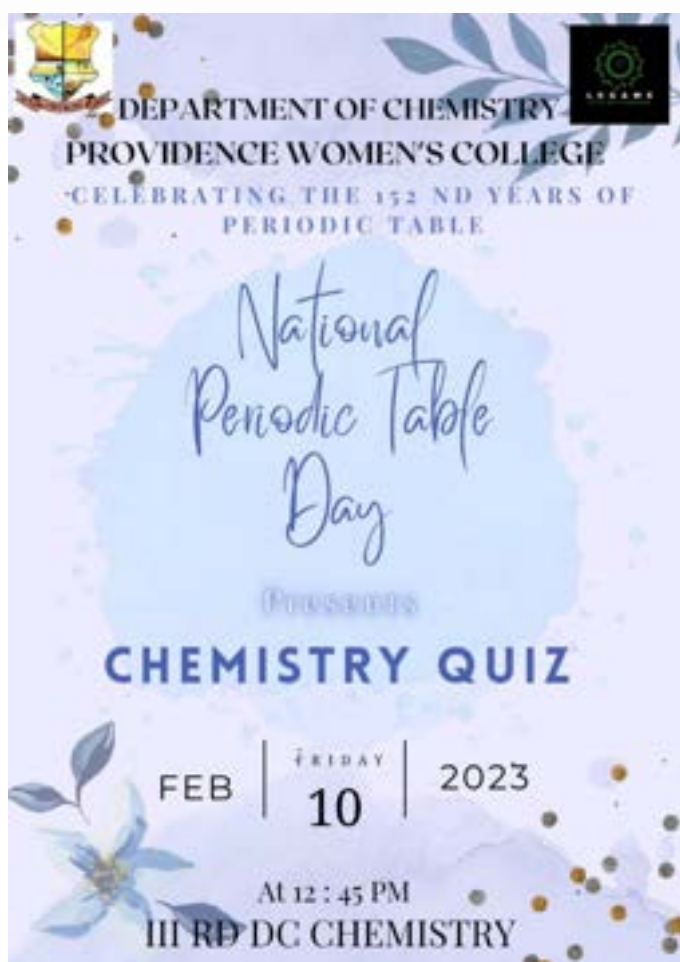 DEPARTMENT OF CHEMISTRY
PROVIDENCE WOMEN'S COLLEGE
CELEBRATING THE 152 ND YEARS OF
PERIODIC TABLE
National
Periodic Table
Day
Presents
CHEMISTRY QUIZ
FEB
FRIDAY
10
2023
At 12 : 45 PM
III RD DC CHEMISTRY